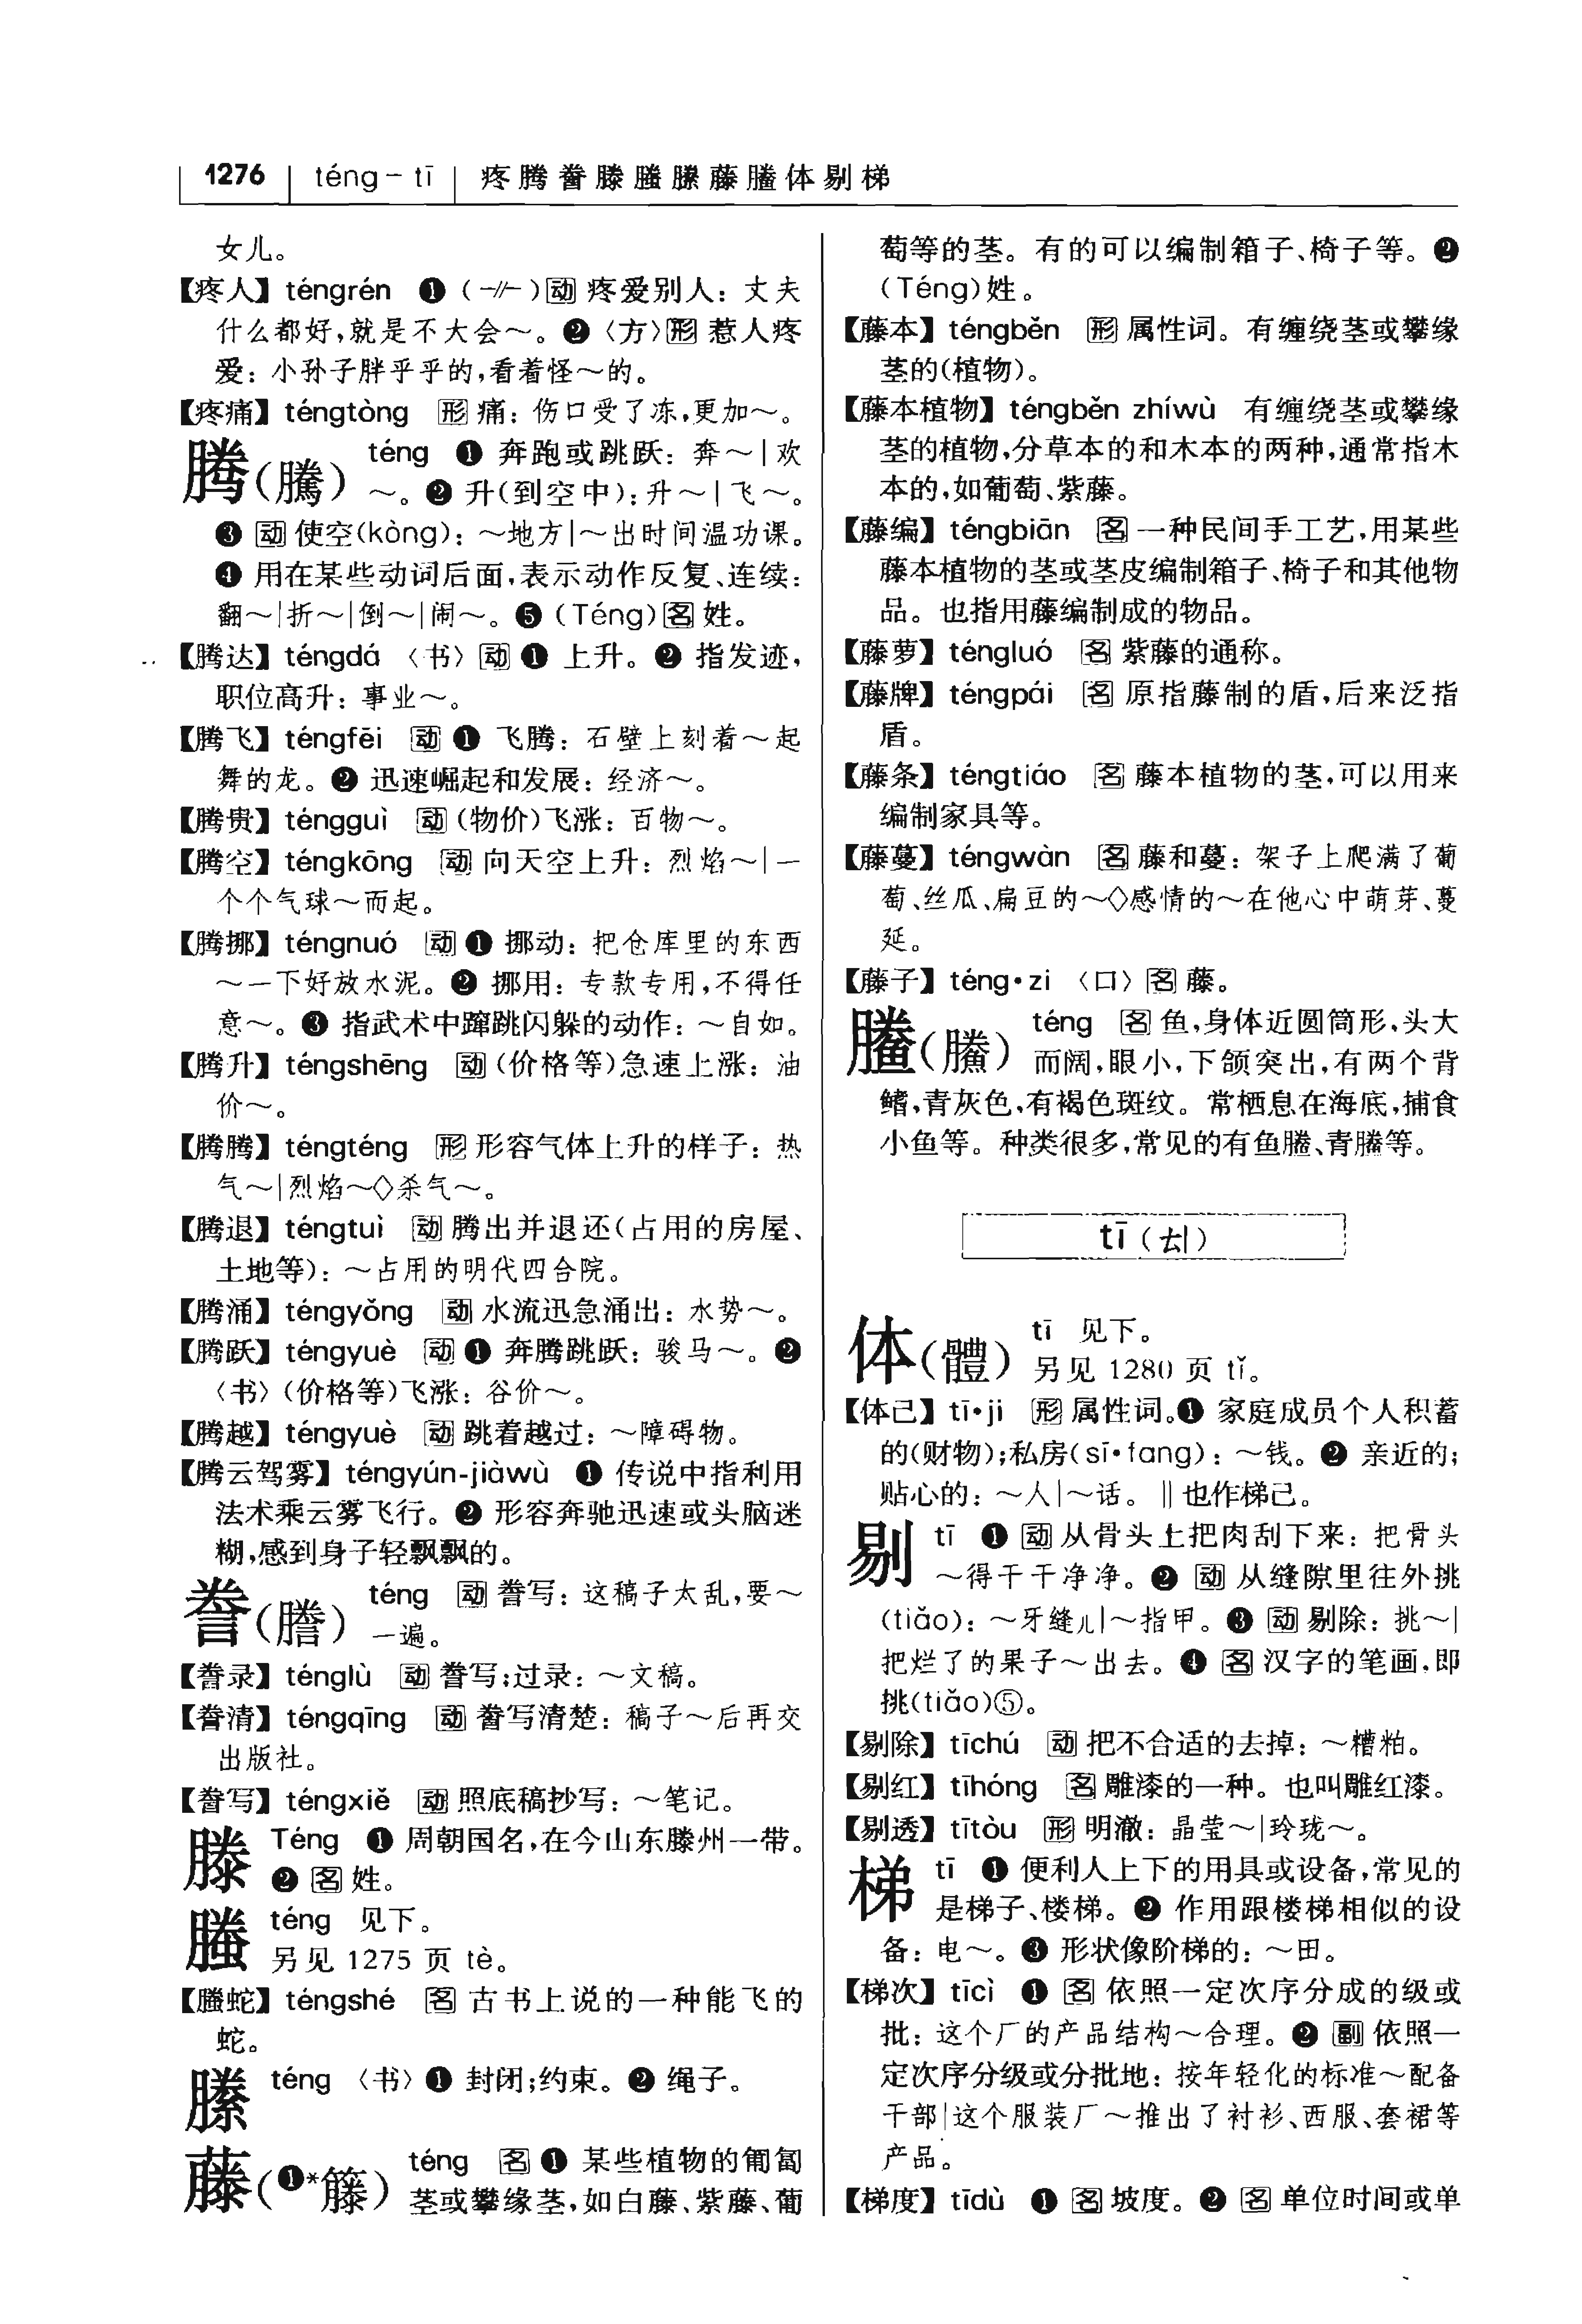 1276 téng－tī 疼腾誊滕螣縢藤䲢体剔梯
女儿。
【疼人】téngrén ❶（-//-）动 疼爱别人：丈夫
什么都好，就是不大会～。❷〈方〉形 惹人疼
爱：小孙子胖乎乎的，看着怪～的。
【疼痛】téngtòng 形 痛：伤口受了冻，更加～。
腾（騰） téng ❶ 奔跑或跳跃：奔～|欢
～。❷ 升（到空中）：升～|飞～。
❸ 动 使空（kòng）：～地方|～出时间温功课。
❹ 用在某些动词后面，表示动作反复、连续：
翻～|折～|倒～|闹～。❺（Téng）名 姓。
【腾达】téngdá 〈书〉动 ❶ 上升。❷ 指发迹，
职位高升：事业～。
【腾飞】téngfēi 动 ❶ 飞腾：石壁上刻着～起
舞的龙。❷ 迅速崛起和发展：经济～。
【腾贵】téngguì 动（物价）飞涨：百物～。
【腾空】téngkōng 动 向天空上升：烈焰～|一
个个气球～而起。
【腾挪】téngnuó 动 ❶ 挪动：把仓库里的东西
～一下好放水泥。❷ 挪用：专款专用，不得任
意～。❸ 指武术中蹿跳闪躲的动作：～自如。
【腾升】téngshēng 动（价格等）急速上涨：油
价～。
【腾腾】téngténg 形 形容气体上升的样子：热
气～|烈焰～◇杀气～。
【腾退】téngtuì 动 腾出并退还（占用的房屋、
土地等）：～占用的明代四合院。
【腾涌】téngyǒng 动 水流迅急涌出：水势～。
【腾跃】téngyuè 动 ❶ 奔腾跳跃：骏马～。❷
〈书〉（价格等）飞涨：谷价～。
【腾越】téngyuè 动 跳着越过：～障碍物。
【腾云驾雾】téngyún-jiàwù ❶ 传说中指利用
法术乘云雾飞行。❷ 形容奔驰迅速或头脑迷
糊，感到身子轻飘飘的。
誊（謄） téng 动 誊写：这稿子太乱，要～
一遍。
【誊录】ténglù 动 誊写；过录：～文稿。
【誊清】téngqīng 动 誊写清楚：稿子～后再交
出版社。
【誊写】téngxiě 动 照底稿抄写：～笔记。
滕 Téng ❶ 周朝国名，在今山东滕州一带。
❷ 名 姓。
螣 téng 见下。
另见 1275 页 tè。
【螣蛇】téngshé 名 古书上说的一种能飞的
蛇。
縢 téng 〈书〉❶ 封闭；约束。❷ 绳子。
藤（❶*籐） téng 名 ❶ 某些植物的匍匐
茎或攀缘茎，如白藤、紫藤、葡
萄等的茎。有的可以编制箱子、椅子等。❷
（Téng）姓。
【藤本】téngběn 形 属性词。有缠绕茎或攀缘
茎的（植物）。
【藤本植物】téngběn zhíwù 有缠绕茎或攀缘
茎的植物，分草本的和木本的两种，通常指木
本的，如葡萄、紫藤。
【藤编】téngbiān 名 一种民间手工艺，用某些
藤本植物的茎或茎皮编制箱子、椅子和其他物
品。也指用藤编制成的物品。
【藤萝】téngluó 名 紫藤的通称。
【藤牌】téngpái 名 原指藤制的盾，后来泛指
盾。
【藤条】téngtiáo 名 藤本植物的茎，可以用来
编制家具等。
【藤蔓】téngwàn 名 藤和蔓：架子上爬满了葡
萄、丝瓜、扁豆的～◇感情的～在他心中萌芽、蔓
延。
【藤子】téng·zi 〈口〉名 藤。
䲢（鰧） téng 名 鱼，身体近圆筒形，头大
而阔，眼小，下颌突出，有两个背
鳍，青灰色，有褐色斑纹。常栖息在海底，捕食
小鱼等。种类很多，常见的有鱼䲢、青䲢等。
tī（ㄊㄧ）
体（體） tī 见下。
另见 1280 页 tǐ。
【体己】tī·ji 形 属性词。❶ 家庭成员个人积蓄
的（财物）；私房（sī·fang）：～钱。❷ 亲近的；
贴心的：～人|～话。‖也作梯己。
剔 tī ❶ 动 从骨头上把肉刮下来：把骨头
～得干干净净。❷ 动 从缝隙里往外挑
（tiǎo）：～牙缝儿|～指甲。❸ 动 剔除：挑～|
把烂了的果子～出去。❹ 名 汉字的笔画，即
挑（tiǎo）⑤。
【剔除】tīchú 动 把不合适的去掉：～糟粕。
【剔红】tīhóng 名 雕漆的一种。也叫雕红漆。
【剔透】tītòu 形 明澈：晶莹～|玲珑～。
梯 tī ❶ 便利人上下的用具或设备，常见的
是梯子、楼梯。❷ 作用跟楼梯相似的设
备：电～。❸ 形状像阶梯的：～田。
【梯次】tīcì ❶ 名 依照一定次序分成的级或
批：这个厂的产品结构～合理。❷ 副 依照一
定次序分级或分批地：按年轻化的标准～配备
干部|这个服装厂～推出了衬衫、西服、套裙等
产品。
【梯度】tīdù ❶ 名 坡度。❷ 名 单位时间或单